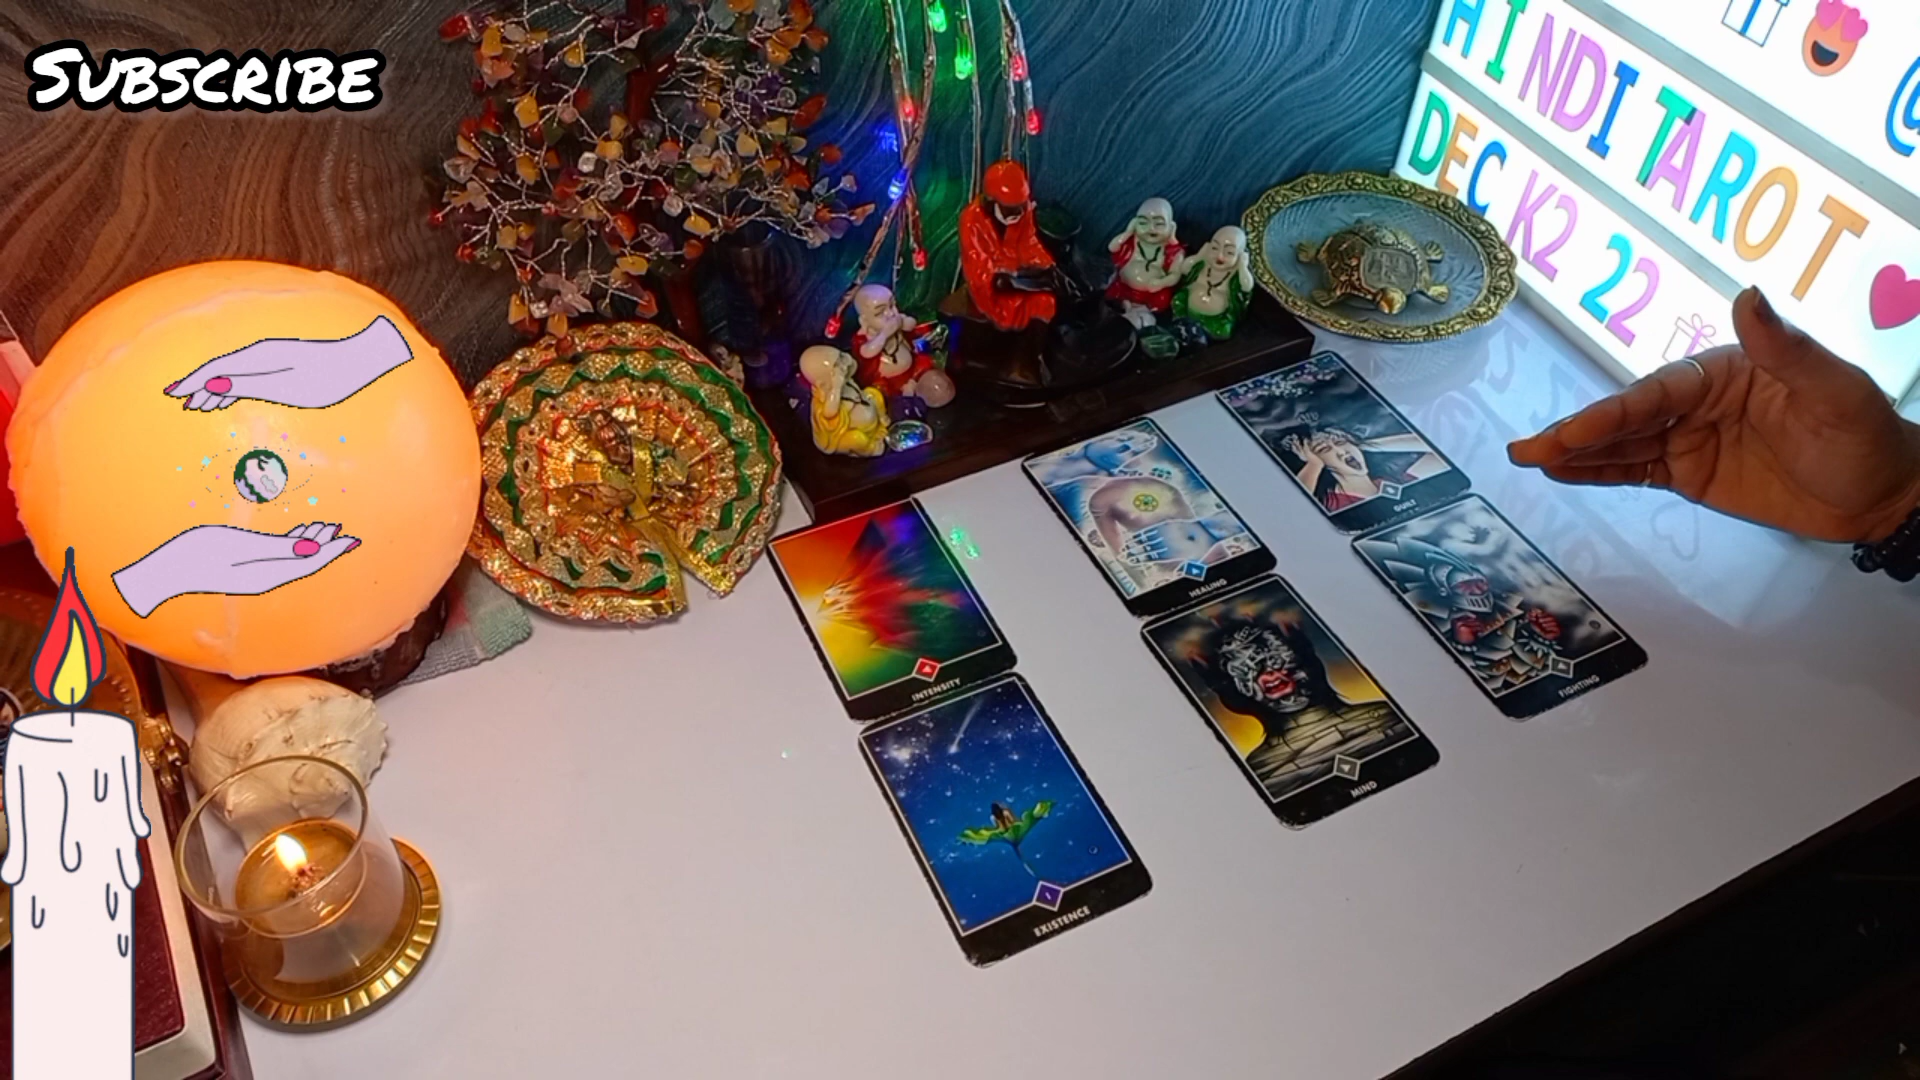 SUBSCRIBE
@
HINDI TAROT
DEC K2 22
GUILT
HEALING
FIGHTING
INTENSITY
MIND
EXISTENCE